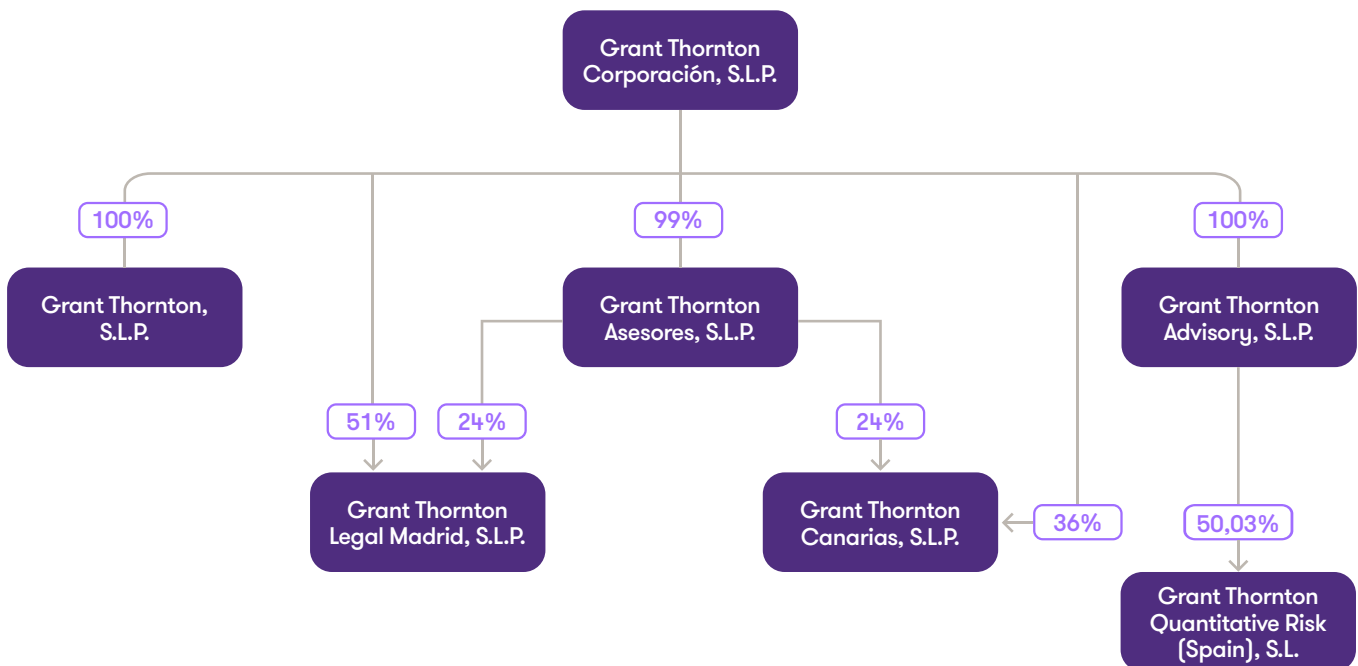 Grant Thornton
Corporación, S.L.P.
100%
99%
100%
Grant Thornton,
S.L.P.
Grant Thornton
Asesores, S.L.P.
Grant Thornton
Advisory, S.L.P.
51%
24%
24%
Grant Thornton
Legal Madrid, S.L.P.
Grant Thornton
Canarias, S.L.P.
36%
50,03%
Grant Thornton
Quantitative Risk
(Spain), S.L.